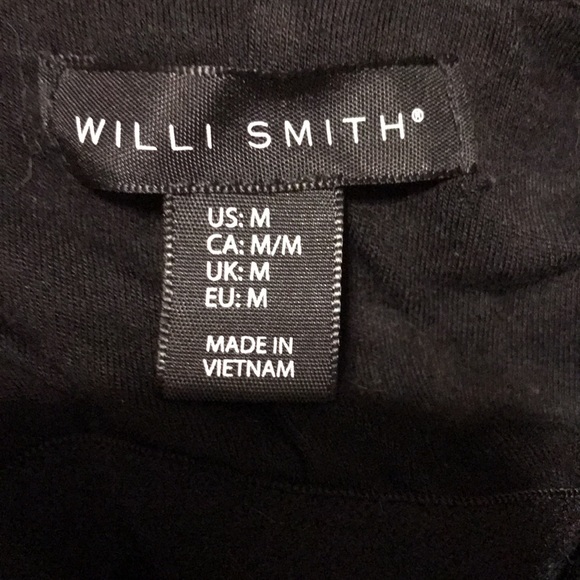 WILLI SMITH®
US: M
CA: M/M
UK: M
EU: M
MADE IN
VIETNAM